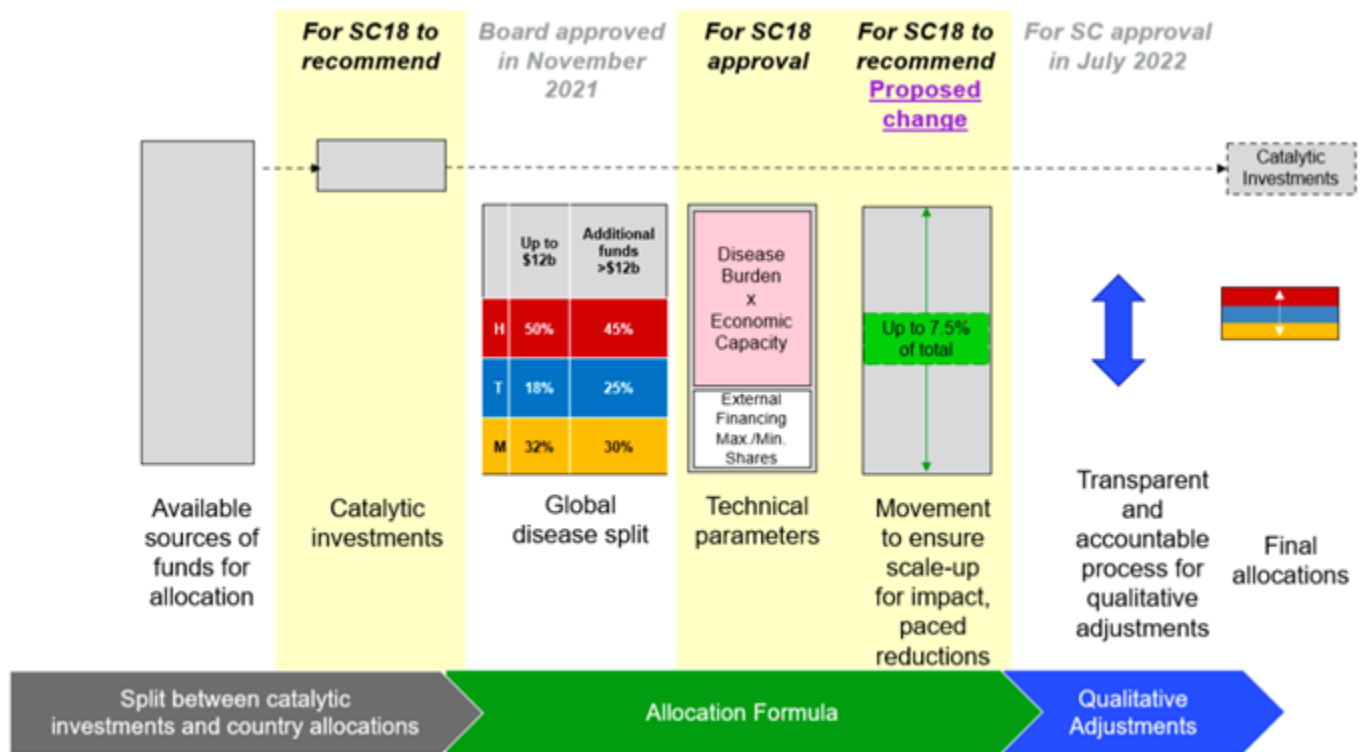 For SC18 to
recommend
Board approved
in November
2021
For SC18
approval
For SC18 to
recommend
Proposed
change
For SC approval
in July 2022
Catalytic
Investments
Up to
$12b
Additional
funds
>$12b
H 50% 45%
T 18% 25%
M 32% 30%
Disease
Burden
x
Economic
Capacity
External
Financing
Max./Min.
Shares
Up to 7.5%
of total
Available
sources of
funds for
allocation
Catalytic
investments
Global
disease split
Technical
parameters
Movement
to ensure
scale-up
for impact,
paced
reductions
Transparent
and
accountable
process for
qualitative
adjustments
Final
allocations
Split between catalytic
investments and country allocations
Allocation Formula
Qualitative
Adjustments